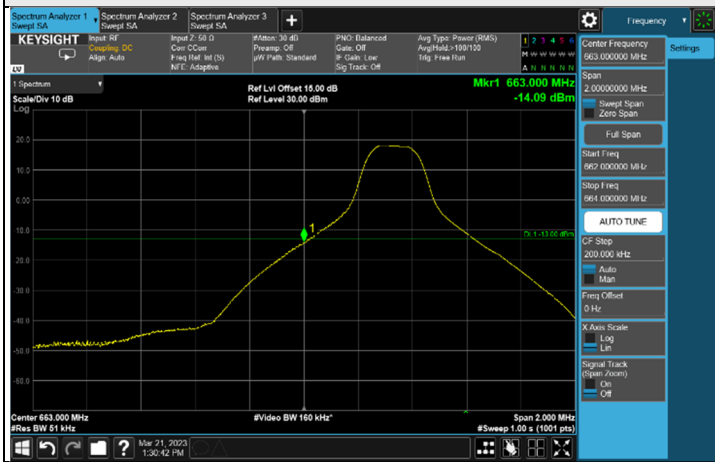 Spectrum Analyzer 1
Swept SA
Spectrum Analyzer 2
Swept SA
Spectrum Analyzer 3
Swept SA
Frequency
KEYSIGHT
Input: RF
Coupling: DC
Align: Auto
Input Z: 50 Ω
Corr CCorr
Freq Ref: Int (S)
NFE: Adaptive
#Atten: 30 dB
Preamp: Off
µW Path: Standard
PNO: Balanced
Gate: Off
IF Gain: Low
Sig Track: Off
Avg Type: Power (RMS)
Avg|Hold:>100/100
Trig: Free Run
1 2 3 4 5 6
M W W W W W
A N N N N N
1 Spectrum
Scale/Div 10 dB
Log
Ref Lvl Offset 15.00 dB
Ref Level 30.00 dBm
Mkr1 663.000 MHz
-14.09 dBm
20.0
10.0
0.00
-10.0
-20.0
-30.0
-40.0
-50.0
-60.0
1
DL1 -13.00 dBm
Center 663.000 MHz
#Res BW 51 kHz
#Video BW 160 kHz*
Span 2.000 MHz
#Sweep 1.00 s (1001 pts)
Center Frequency
663.000000 MHz
Settings
Span
2.00000000 MHz
Swept Span
Zero Span
Full Span
Start Freq
662.000000 MHz
Stop Freq
664.000000 MHz
AUTO TUNE
CF Step
200.000 kHz
Auto
Man
Freq Offset
0 Hz
X Axis Scale
Log
Lin
Signal Track
(Span Zoom)
On
Off
?
Mar 21, 2023
1:30:42 PM